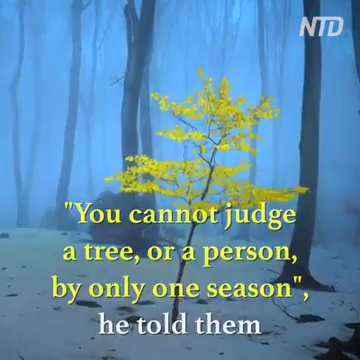 NTD
"You cannot judge
a tree, or a person,
by only one season",
he told them